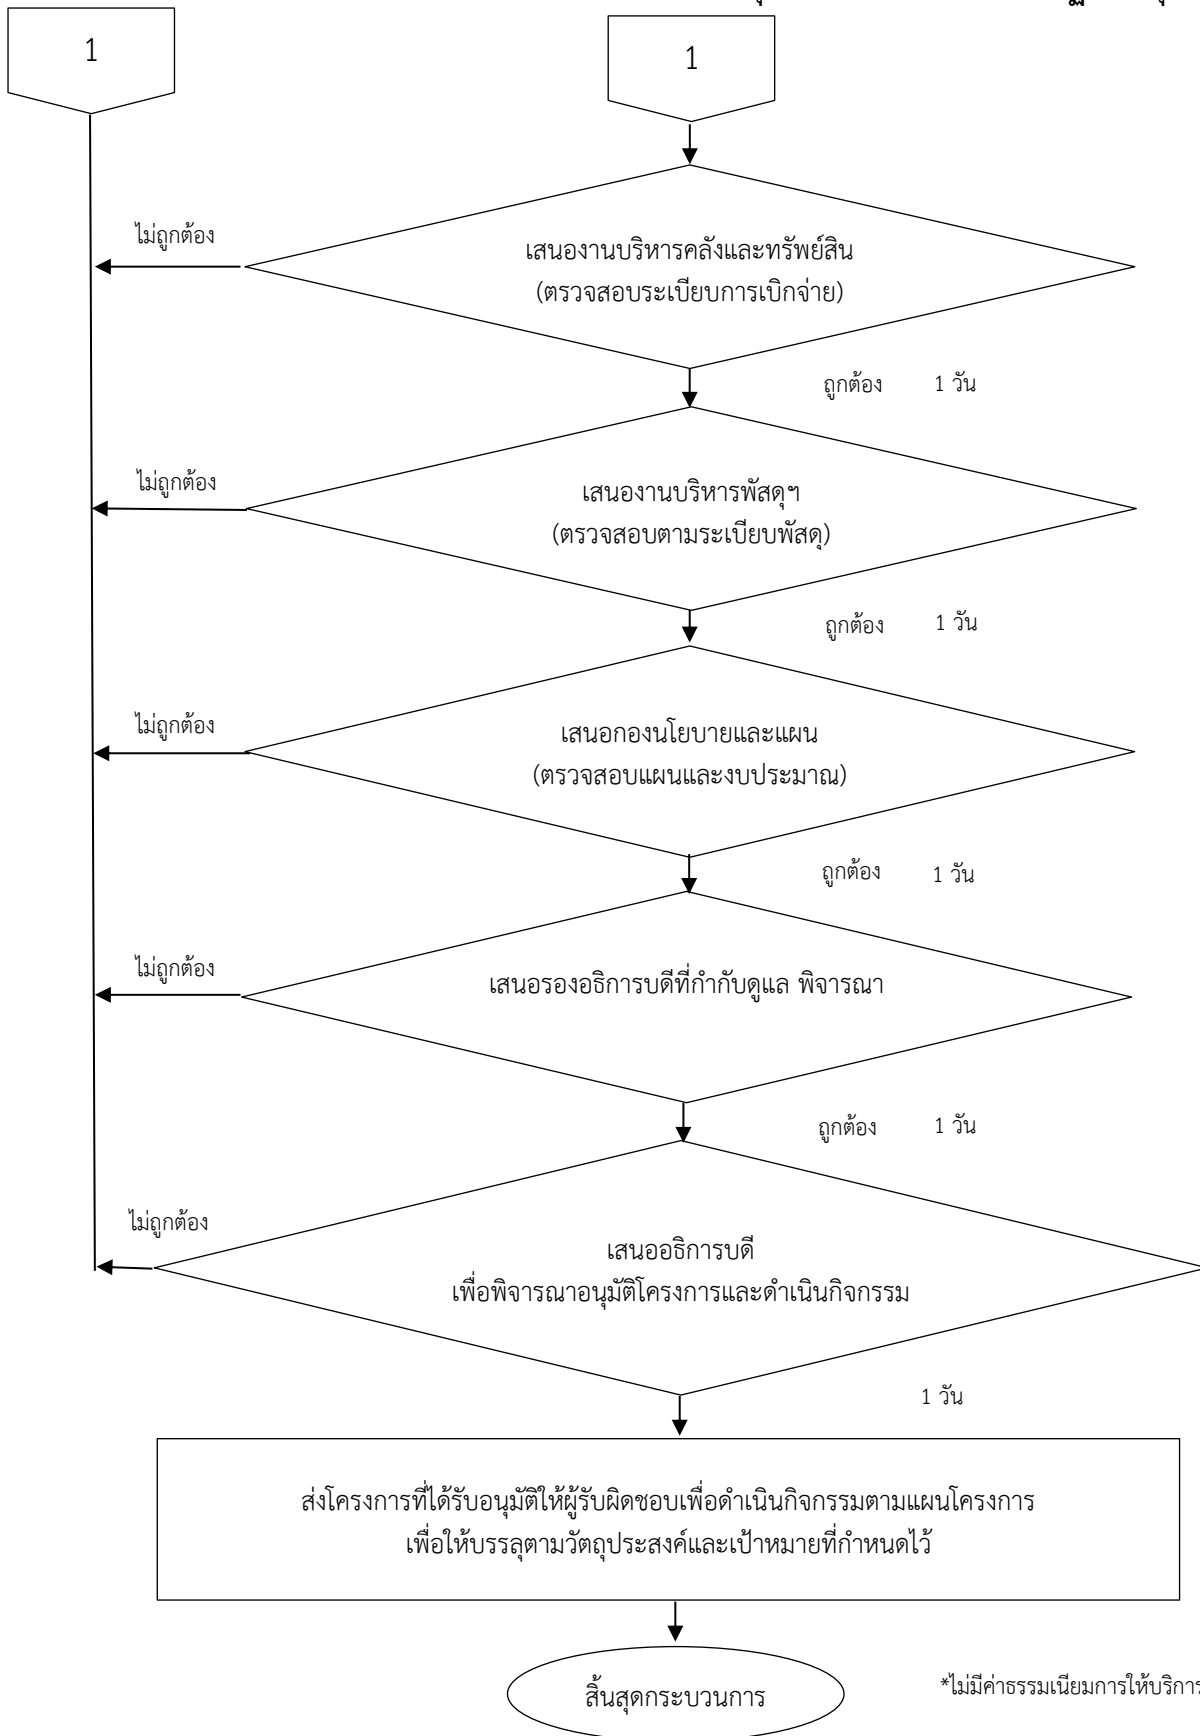 1
1
ไม่ถูกต้อง
เสนองานบริหารคลังและทรัพย์สิน
(ตรวจสอบระเบียบการเบิกจ่าย)
ถูกต้อง 1 วัน
ไม่ถูกต้อง
เสนองานบริหารพัสดุฯ
(ตรวจสอบตามระเบียบพัสดุ)
ถูกต้อง 1 วัน
ไม่ถูกต้อง
เสนอกองนโยบายและแผน
(ตรวจสอบแผนและงบประมาณ)
ถูกต้อง 1 วัน
ไม่ถูกต้อง
เสนอรองอธิการบดีที่กำกับดูแล พิจารณา
ถูกต้อง 1 วัน
ไม่ถูกต้อง
เสนออธิการบดี
เพื่อพิจารณาอนุมัติโครงการและดำเนินกิจกรรม
1 วัน
ส่งโครงการที่ได้รับอนุมัติให้ผู้รับผิดชอบเพื่อดำเนินกิจกรรมตามแผนโครงการ
เพื่อให้บรรลุตามวัตถุประสงค์และเป้าหมายที่กำหนดไว้
สิ้นสุดกระบวนการ
*ไม่มีค่าธรรมเนียมการให้บริการ